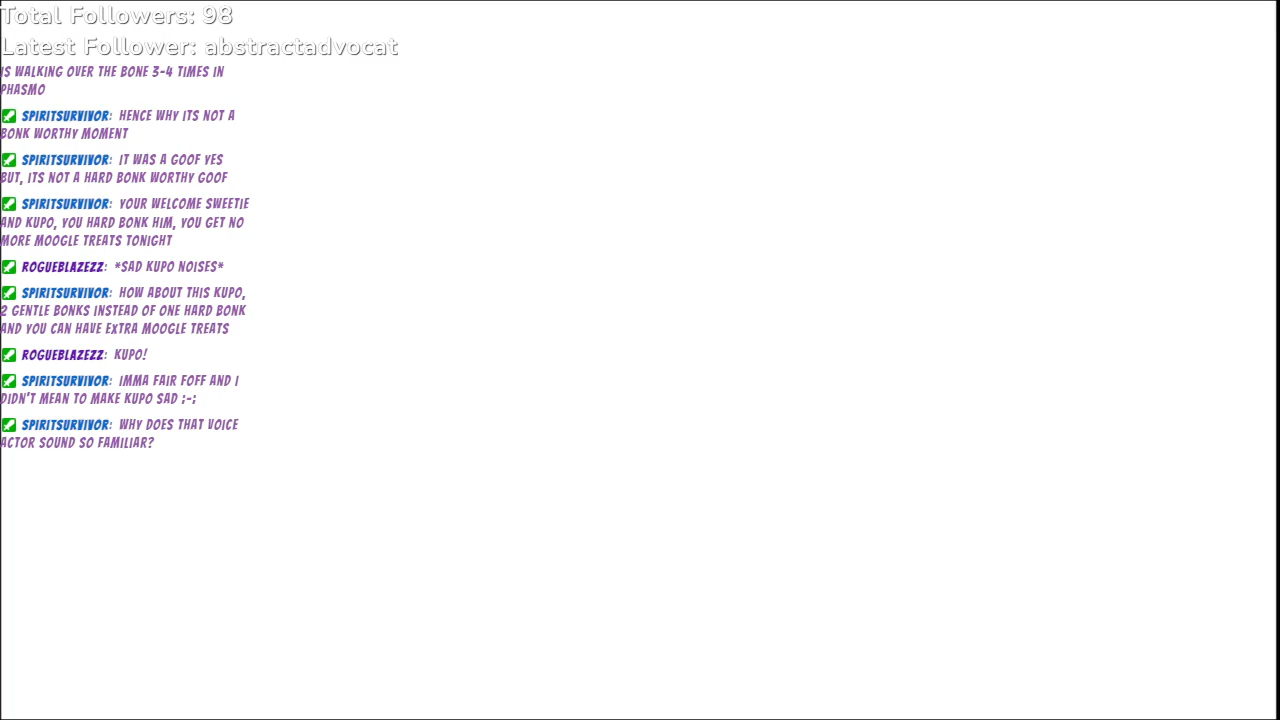 Total Followers: 98
Latest Follower: abstractadvocat
IS WALKING OVER THE BONE 3-4 TIMES IN
PHASMO
SPIRITSURVIVOR: HENCE WHY ITS NOT A
BONK WORTHY MOMENT
SPIRITSURVIVOR: IT WAS A GOOF YES
BUT, ITS NOT A HARD BONK WORTHY GOOF
SPIRITSURVIVOR: YOUR WELCOME SWEETIE
AND KUPO, YOU HARD BONK HIM, YOU GET NO
MORE MOOGLE TREATS TONIGHT
ROGUEBLAZEZZ: *SAD KUPO NOISES*
SPIRITSURVIVOR: HOW ABOUT THIS KUPO,
2 GENTLE BONKS INSTEAD OF ONE HARD BONK
AND YOU CAN HAVE EXTRA MOOGLE TREATS
ROGUEBLAZEZZ: KUPO!
SPIRITSURVIVOR: IMMA FAIR FOFF AND I
DIDN'T MEAN TO MAKE KUPO SAD ;-;
SPIRITSURVIVOR: WHY DOES THAT VOICE
ACTOR SOUND SO FAMILIAR?